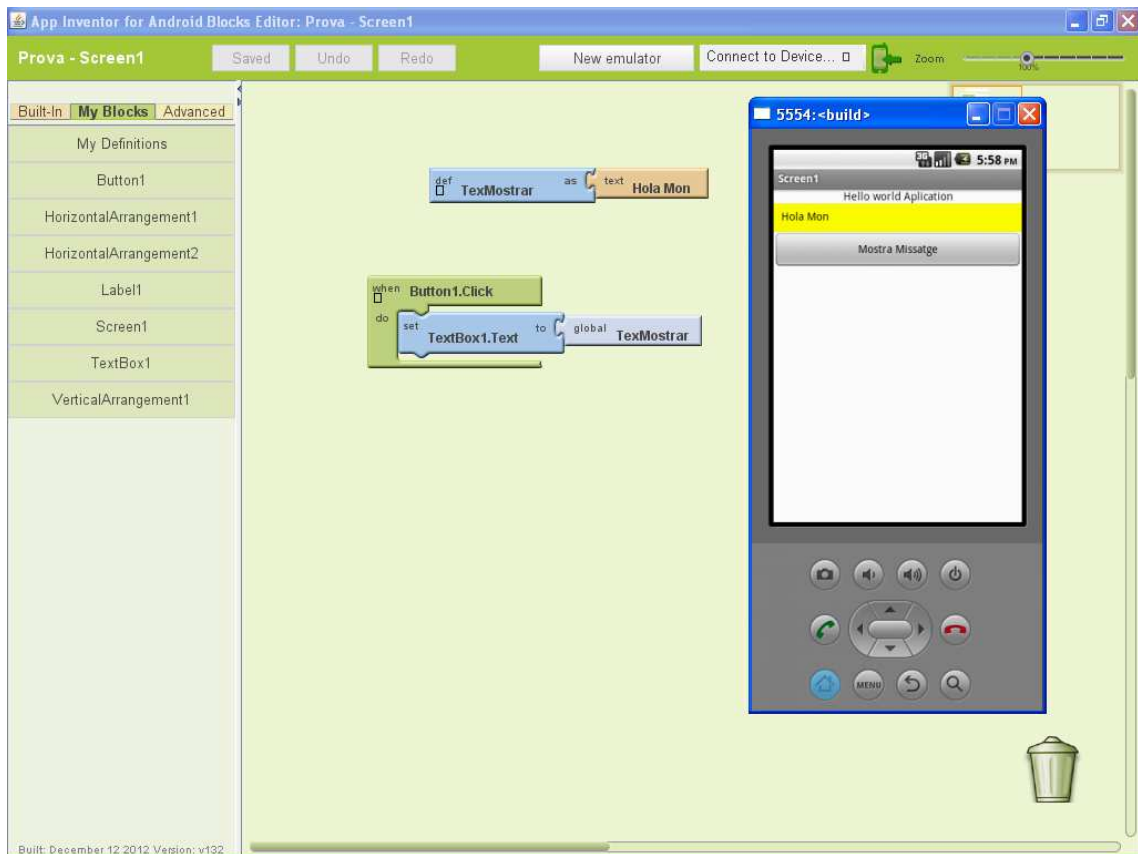 App Inventor for Android Blocks Editor: Prova - Screen1
Prova - Screen1
Saved
Undo
Redo
New emulator
Connect to Device...
Zoom
100%
Built-In My Blocks Advanced
My Definitions
Button1
HorizontalArrangement1
HorizontalArrangement2
Label1
Screen1
TextBox1
VerticalArrangement1
def TexMostrar as text Hola Mon
when Button1.Click
do set TextBox1.Text to global TexMostrar
5554:<build>
3G 5:58 PM
Screen1
Hello world Aplication
Hola Mon
Mostra Missatge
MENU
Built: December 12 2012 Version: v132